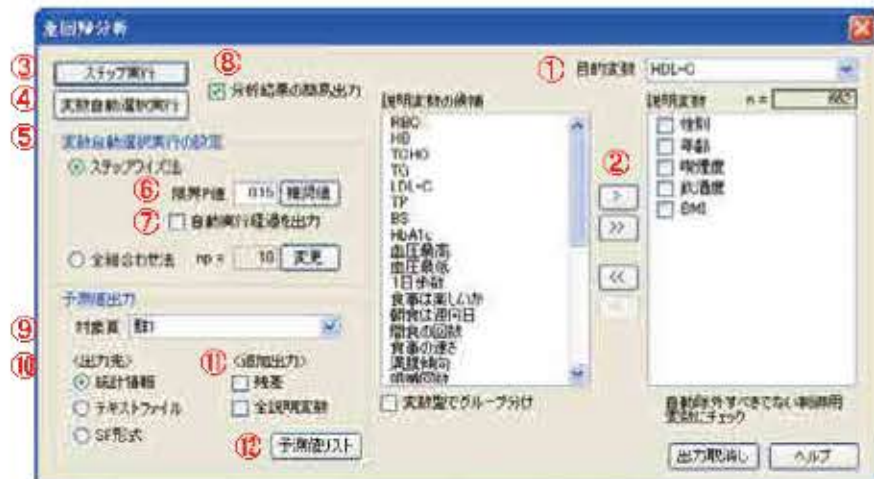 重回帰分析
③ ステップ実行
⑧
☑ 分析結果の簡易出力
① 目的変数 HDL-C
④ 変数自動選択実行
説明変数の候補
説明変数 n = 662
⑤
変数自動選択実行の設定
ステップワイズ法
⑥ 限界P値 0.15 推奨値
⑦ 自動実行経過を出力
全組合わせ法 np = 10 変更
RBC
HB
TCHO
TG
LDL-C
TP
BS
HbA1c
血圧最高
血圧最低
1日歩数
食事は楽しいか
朝食は週何日
間食の回数
食事の速さ
満腹傾向
②
>
>>
<<
性別
年齢
喫煙度
飲酒度
BMI
予測値出力
⑨ 対象頁 群1
⑩ <出力先>
統計情報
テキストファイル
SF形式
⑪ <追加出力>
残差
全説明変数
⑫ 予測値リスト
変数型でグループ分け
自動除外すべきでない制御用
変数にチェック
出力取消し
ヘルプ